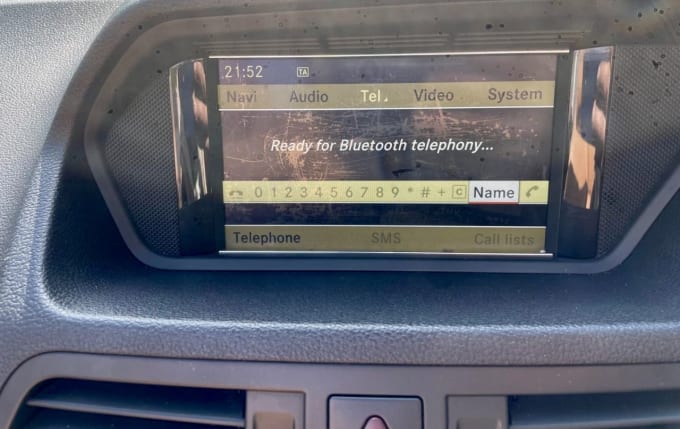 21:52 TA
Navi Audio Tel Video System
Ready for Bluetooth telephony...
0 1 2 3 4 5 6 7 8 9 * # + C Name
Telephone SMS Call lists